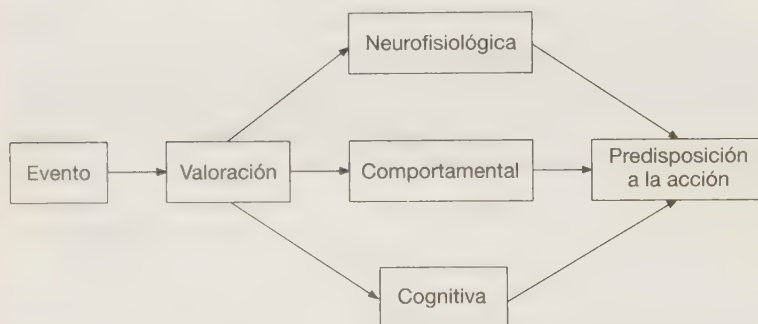 Neurofisiológica
Evento
Valoración
Comportamental
Predisposición
a la acción
Cognitiva